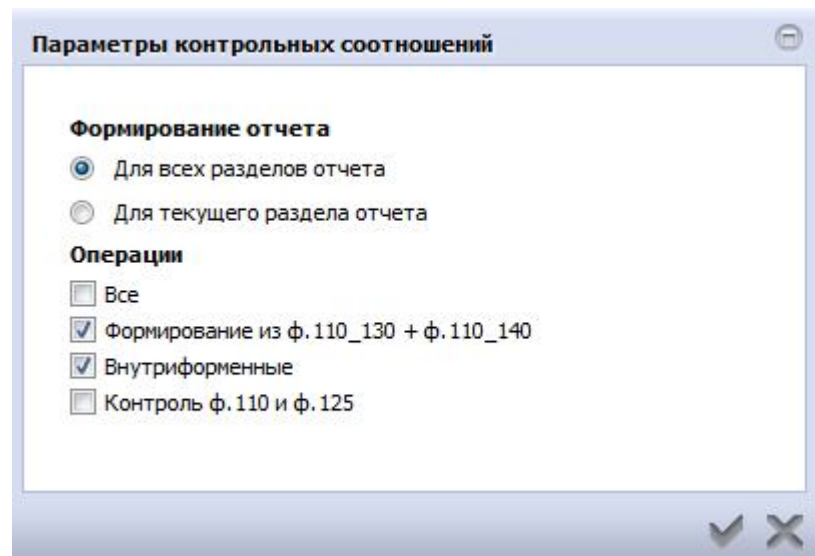 Параметры контрольных соотношений
Формирование отчета
Для всех разделов отчета
Для текущего раздела отчета
Операции
Все
Формирование из ф.110_130 + ф.110_140
Внутриформенные
Контроль ф.110 и ф.125